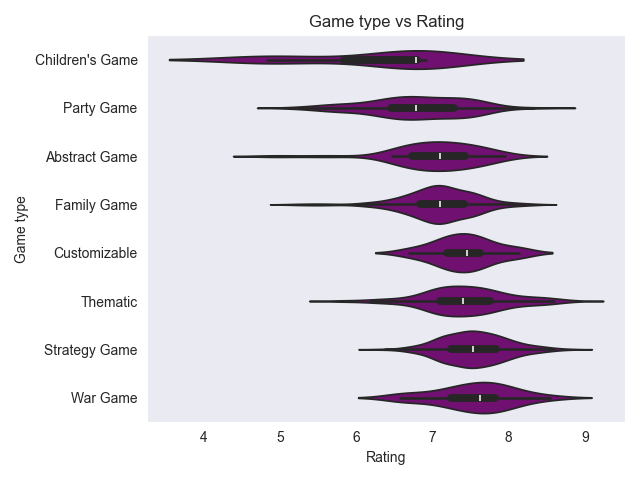 Game type vs Rating
Children's Game
Party Game
Abstract Game
Family Game
Customizable
Thematic
Strategy Game
War Game
Game type
4 5 6 7 8 9
Rating